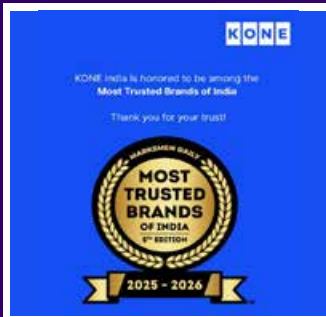 KONE
KONE India is honored to be among the
Most Trusted Brands of India
Thank you for your trust!
MARKSMEN DAILY
MOST
TRUSTED
BRANDS
OF INDIA
5TH EDITION
2025 - 2026